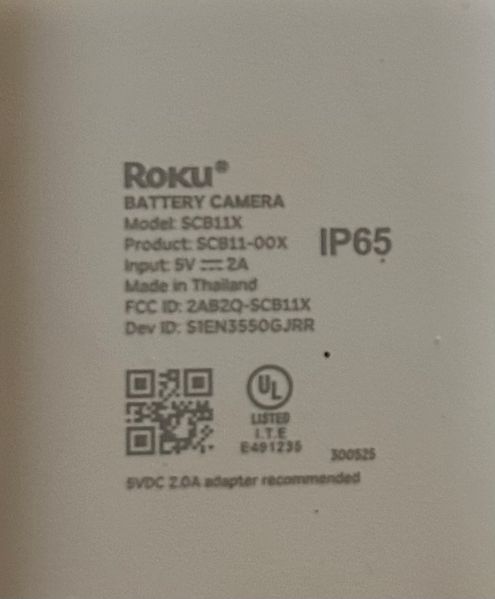 Roku®
BATTERY CAMERA
Model: SCB11X
Product: SCB11-00X
IP65
Input: 5V ⎓ 2A
Made in Thailand
FCC ID: 2AB2Q-SCB11X
Dev ID: S1EN3550GJRR
UL
LISTED
I.T.E
E491235
300525
5VDC 2.0A adapter recommended